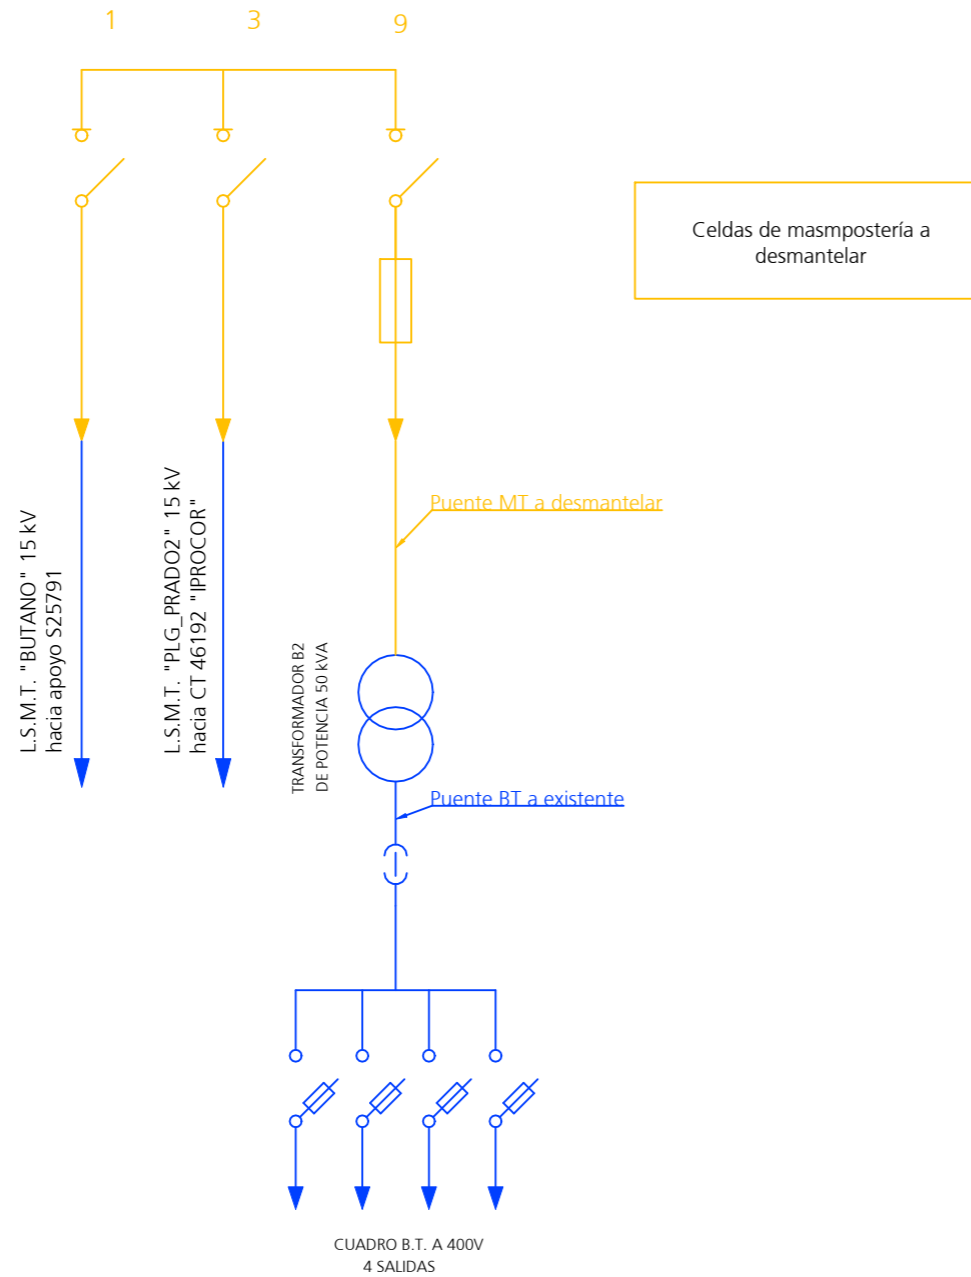 1
3
9
Celdas de masmpostería a
desmantelar
L.S.M.T. "BUTANO" 15 kV
hacia apoyo S25791
L.S.M.T. "PLG_PRADO2" 15 kV
hacia CT 46192 "IPROCOR"
Puente MT a desmantelar
TRANSFORMADOR B2
DE POTENCIA 50 kVA
Puente BT a existente
CUADRO B.T. A 400V
4 SALIDAS